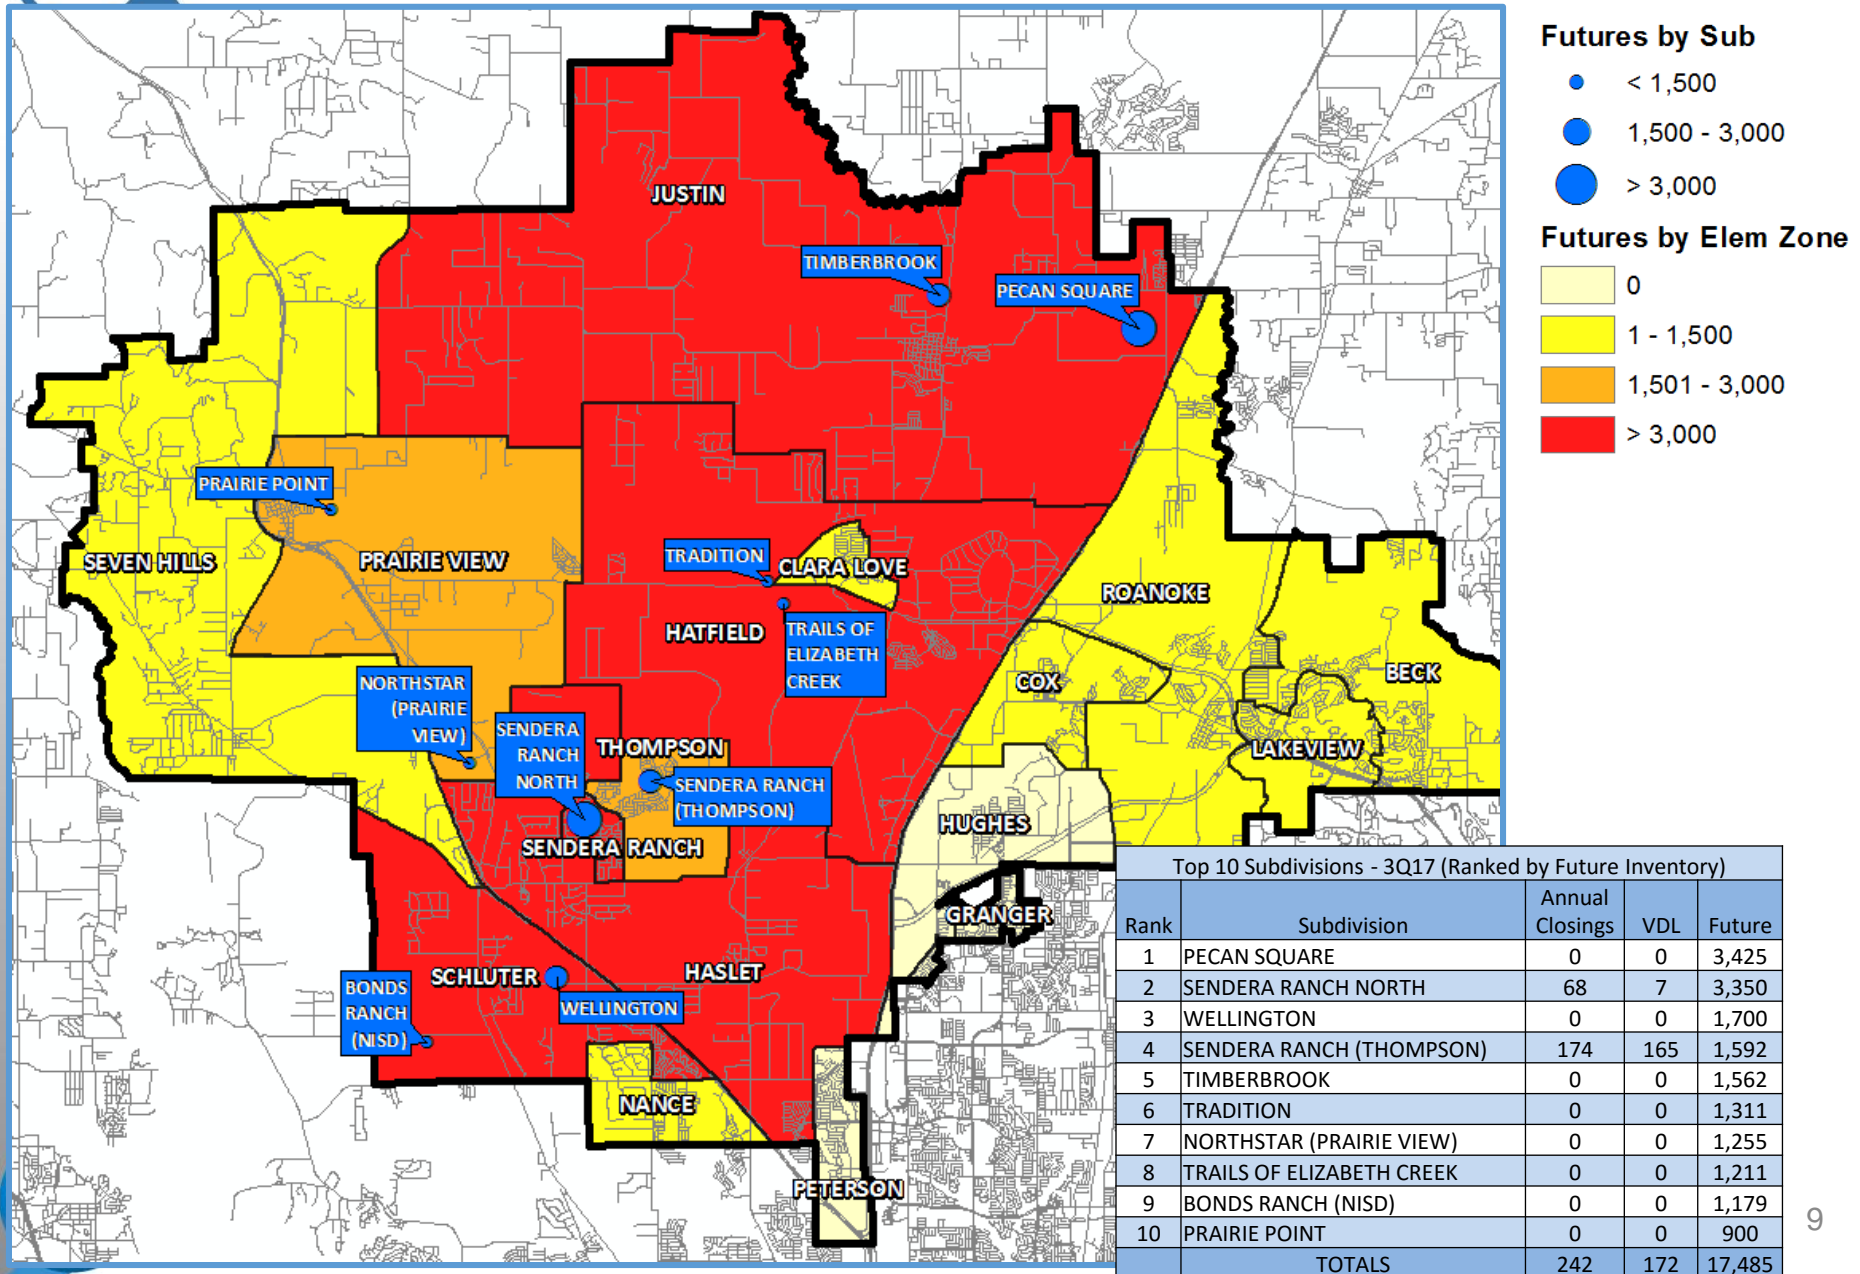 JUSTIN
TIMBERBROOK
PECAN SQUARE
PRAIRIE POINT
SEVEN HILLS
PRAIRIE VIEW
TRADITION
CLARA LOVE
ROANOKE
HATFIELD
TRAILS OF
ELIZABETH
CREEK
NORTHSTAR
(PRAIRIE
VIEW)
COX
BECK
SENDERA
RANCH
NORTH
THOMPSON
LAKEVIEW
SENDERA RANCH
(THOMPSON)
SENDERA RANCH
HUGHES
GRANGER
SCHLUTER
HASLET
BONDS
RANCH
(NISD)
WELLINGTON
NANCE
PETERSON
Futures by Sub
< 1,500
1,500 - 3,000
> 3,000
Futures by Elem Zone
0
1 - 1,500
1,501 - 3,000
> 3,000
Top 10 Subdivisions - 3Q17 (Ranked by Future Inventory)
Rank Subdivision Annual Closings VDL Future
1 PECAN SQUARE 0 0 3,425
2 SENDERA RANCH NORTH 68 7 3,350
3 WELLINGTON 0 0 1,700
4 SENDERA RANCH (THOMPSON) 174 165 1,592
5 TIMBERBROOK 0 0 1,562
6 TRADITION 0 0 1,311
7 NORTHSTAR (PRAIRIE VIEW) 0 0 1,255
8 TRAILS OF ELIZABETH CREEK 0 0 1,211
9 BONDS RANCH (NISD) 0 0 1,179
10 PRAIRIE POINT 0 0 900
TOTALS 242 172 17,485
9